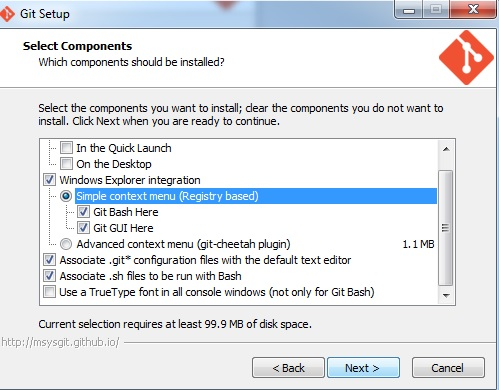 Git Setup
Select Components
Which components should be installed?
Select the components you want to install; clear the components you do not want to
install. Click Next when you are ready to continue.
In the Quick Launch
On the Desktop
Windows Explorer integration
Simple context menu (Registry based)
Git Bash Here
Git GUI Here
Advanced context menu (git-cheetah plugin) 1.1 MB
Associate .git* configuration files with the default text editor
Associate .sh files to be run with Bash
Use a TrueType font in all console windows (not only for Git Bash)
Current selection requires at least 99.9 MB of disk space.
http://msysgit.github.io/
< Back Next > Cancel